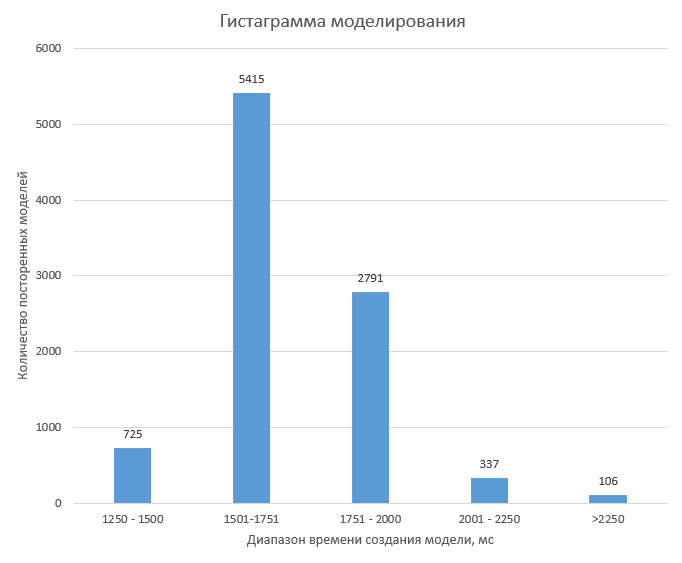 Гистаграмма моделирования
6000
5000
4000
3000
2000
1000
0
Количество посторенных моделей
725
5415
2791
337
106
1250 - 1500
1501-1751
1751 - 2000
2001 - 2250
>2250
Диапазон времени создания модели, мс